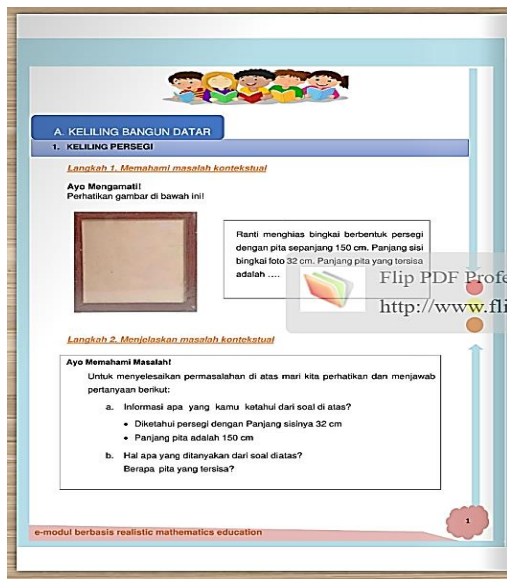 A. KELILING BANGUN DATAR
1. KELILING PERSEGI
Langkah 1. Memahami masalah kontekstual
Ayo Mengamati!
Perhatikan gambar di bawah ini!
Ranti menghias bingkai berbentuk persegi
dengan pita sepanjang 150 cm. Panjang sisi
bingkai foto 32 cm. Panjang pita yang tersisa
adalah ....
Flip PDF Profe
http://www.fli
Langkah 2. Menjelaskan masalah kontekstual
Ayo Memahami Masalah!
Untuk menyelesaikan permasalahan di atas mari kita perhatikan dan menjawab
pertanyaan berikut:
a. Informasi apa yang kamu ketahui dari soal di atas?
• Diketahui persegi dengan Panjang sisinya 32 cm
• Panjang pita adalah 150 cm
b. Hal apa yang ditanyakan dari soal diatas?
Berapa pita yang tersisa?
1
e-modul berbasis realistic mathematics education